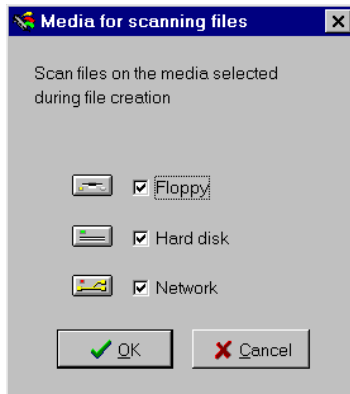 Media for scanning files
Scan files on the media selected
during file creation
Floppy
Hard disk
Network
OK
Cancel